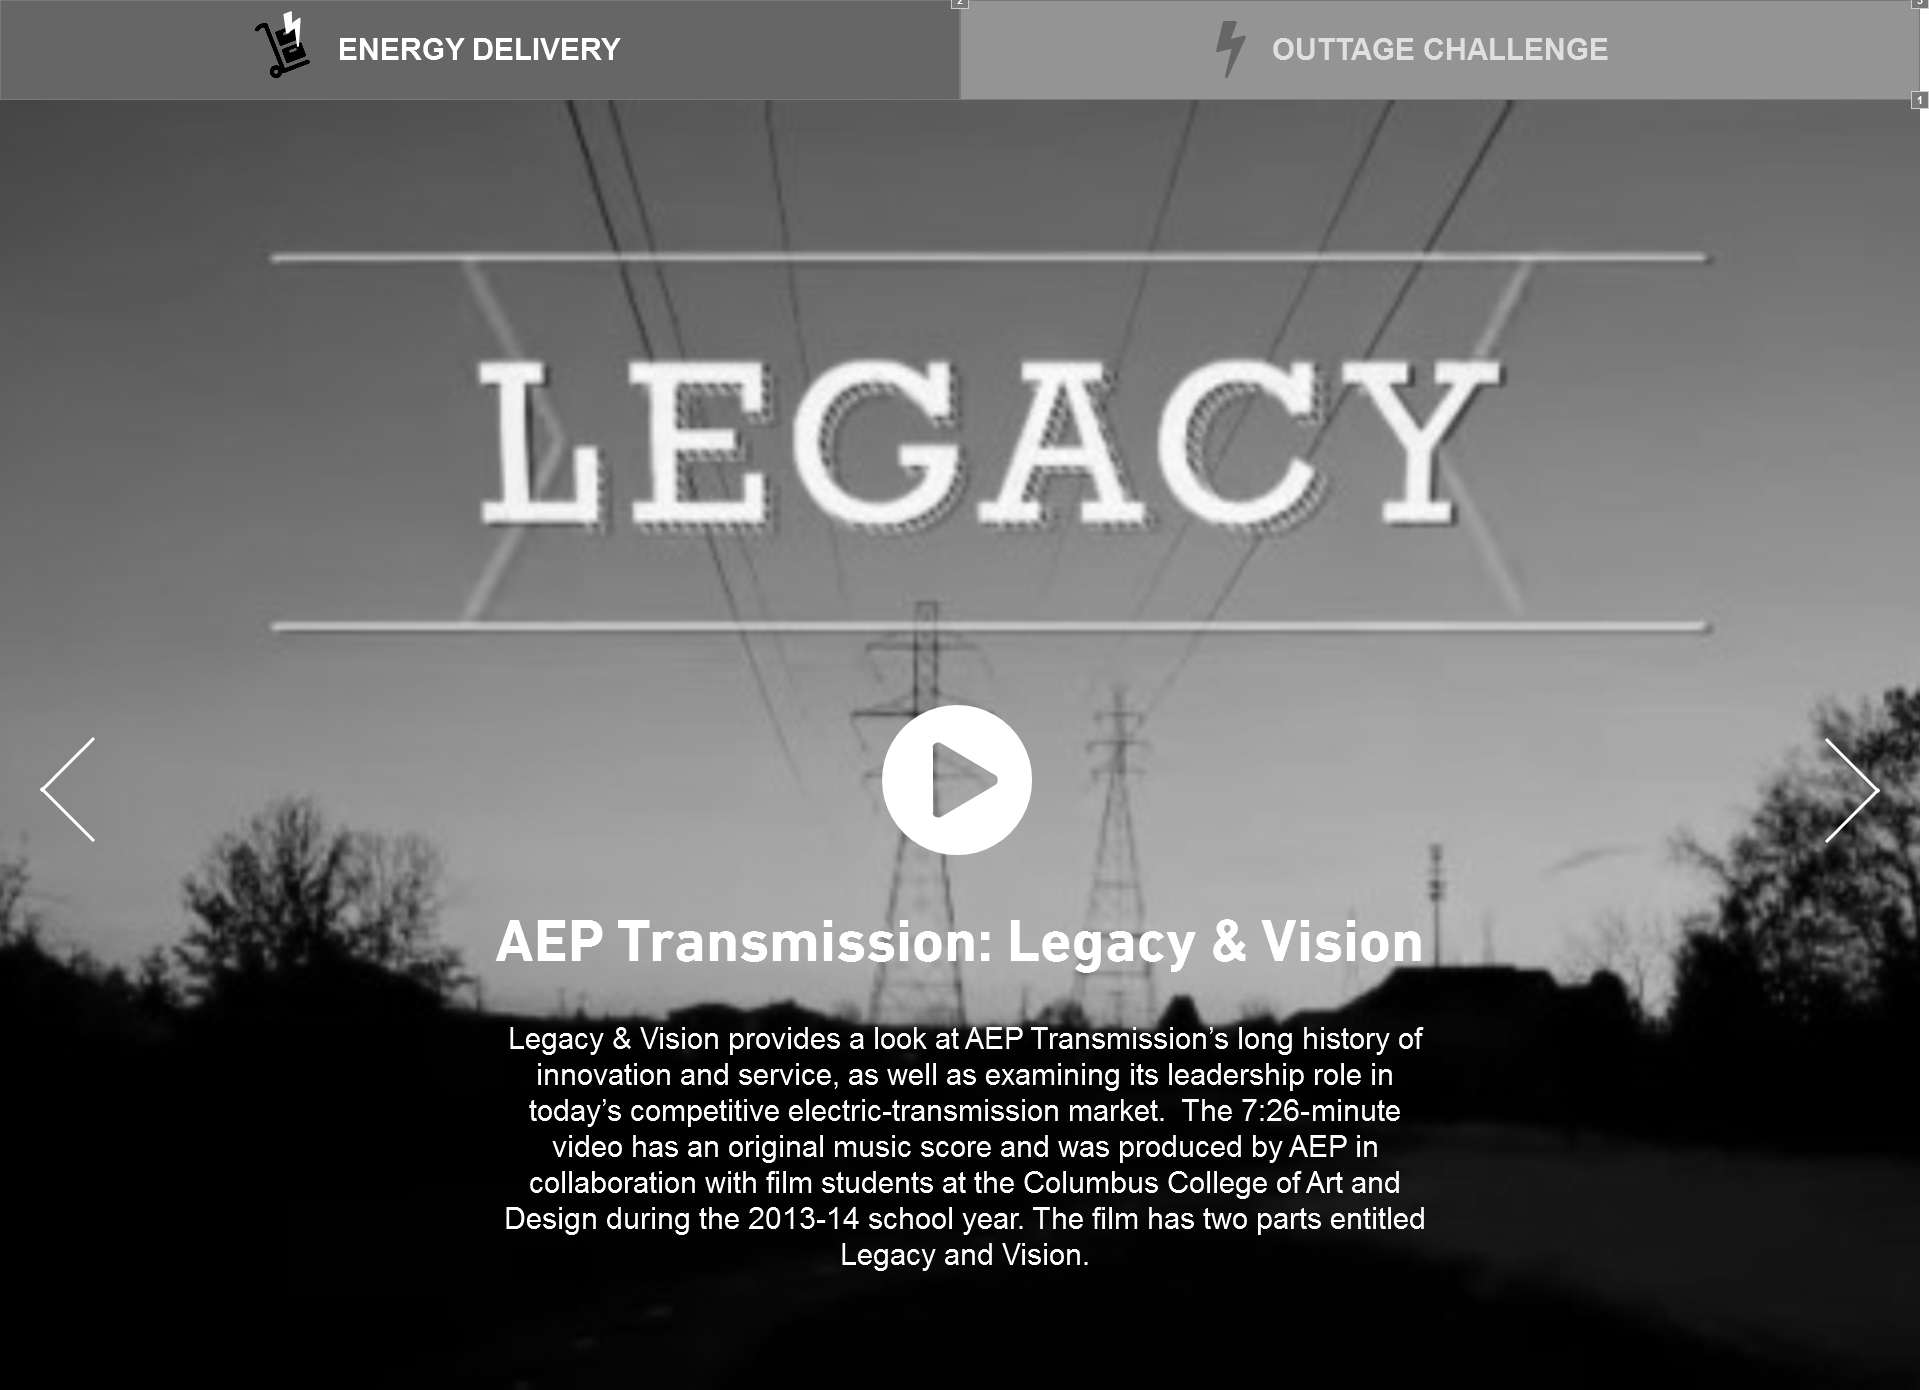 2
3
ENERGY DELIVERY
OUTTAGE CHALLENGE
1
LEGACY
AEP Transmission: Legacy & Vision
Legacy & Vision provides a look at AEP Transmission’s long history of
innovation and service, as well as examining its leadership role in
today’s competitive electric-transmission market.  The 7:26-minute
video has an original music score and was produced by AEP in
collaboration with film students at the Columbus College of Art and
Design during the 2013-14 school year. The film has two parts entitled
Legacy and Vision.